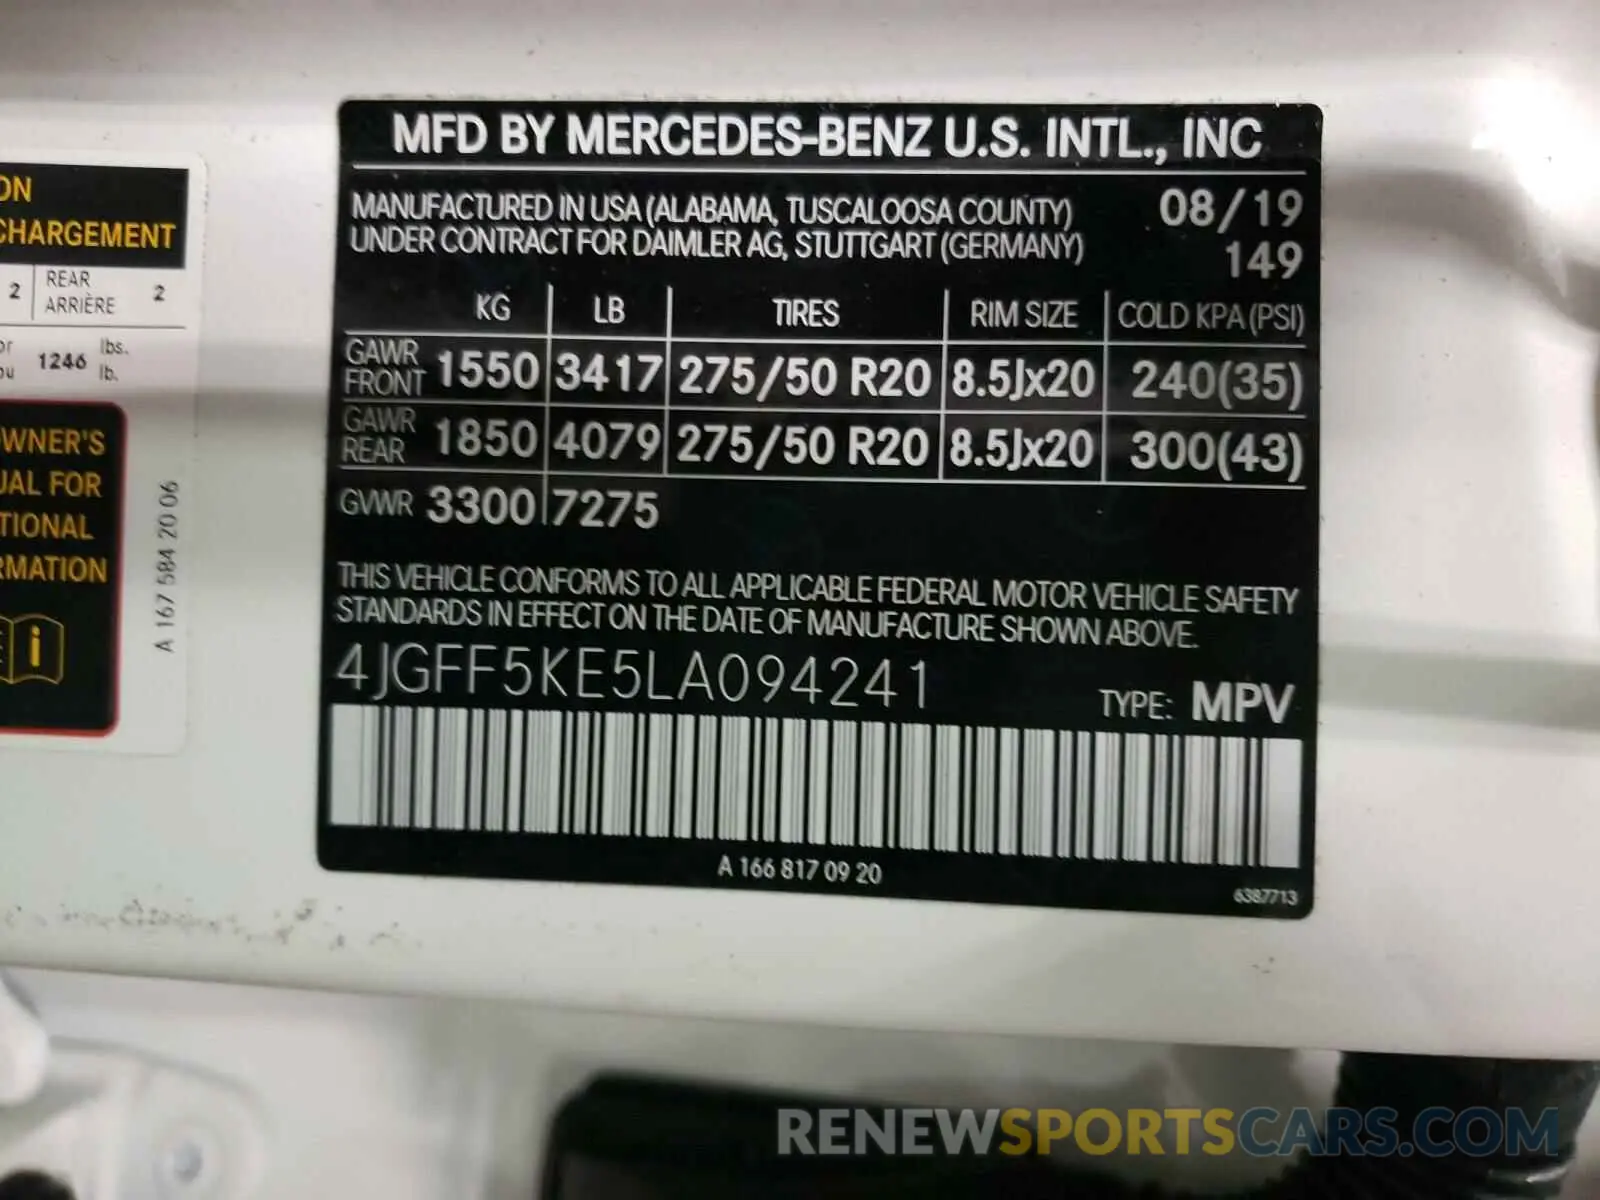 MFD BY MERCEDES-BENZ U.S. INTL., INC
MANUFACTURED IN USA (ALABAMA, TUSCALOOSA COUNTY) 08/19
UNDER CONTRACT FOR DAIMLER AG, STUTTGART (GERMANY) 149
KG LB TIRES RIM SIZE COLD KPA (PSI)
GAWR FRONT 1550 3417 275/50 R20 8.5Jx20 240(35)
GAWR REAR 1850 4079 275/50 R20 8.5Jx20 300(43)
GVWR 3300 7275
THIS VEHICLE CONFORMS TO ALL APPLICABLE FEDERAL MOTOR VEHICLE SAFETY
STANDARDS IN EFFECT ON THE DATE OF MANUFACTURE SHOWN ABOVE.
4JGFF5KE5LA094241 TYPE: MPV
A 166 817 09 20
6387713
ON
CHARGEMENT
2 REAR ARRIÈRE 2
or 1246 lbs.
ou lb.
OWNER'S
UAL FOR
TIONAL
RMATION
i
A 167 584 20 06
RENEWSPORTSCARS.COM